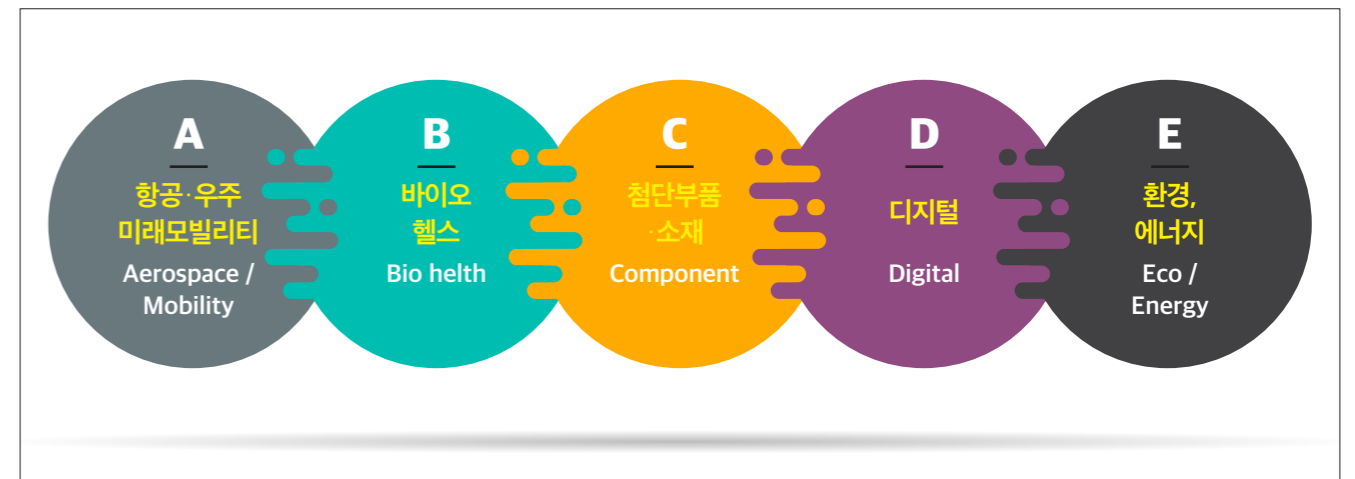 A
항공·우주
미래모빌리티
Aerospace /
Mobility
B
바이오
헬스
Bio helth
C
첨단부품
·소재
Component
D
디지털
Digital
E
환경,
에너지
Eco /
Energy